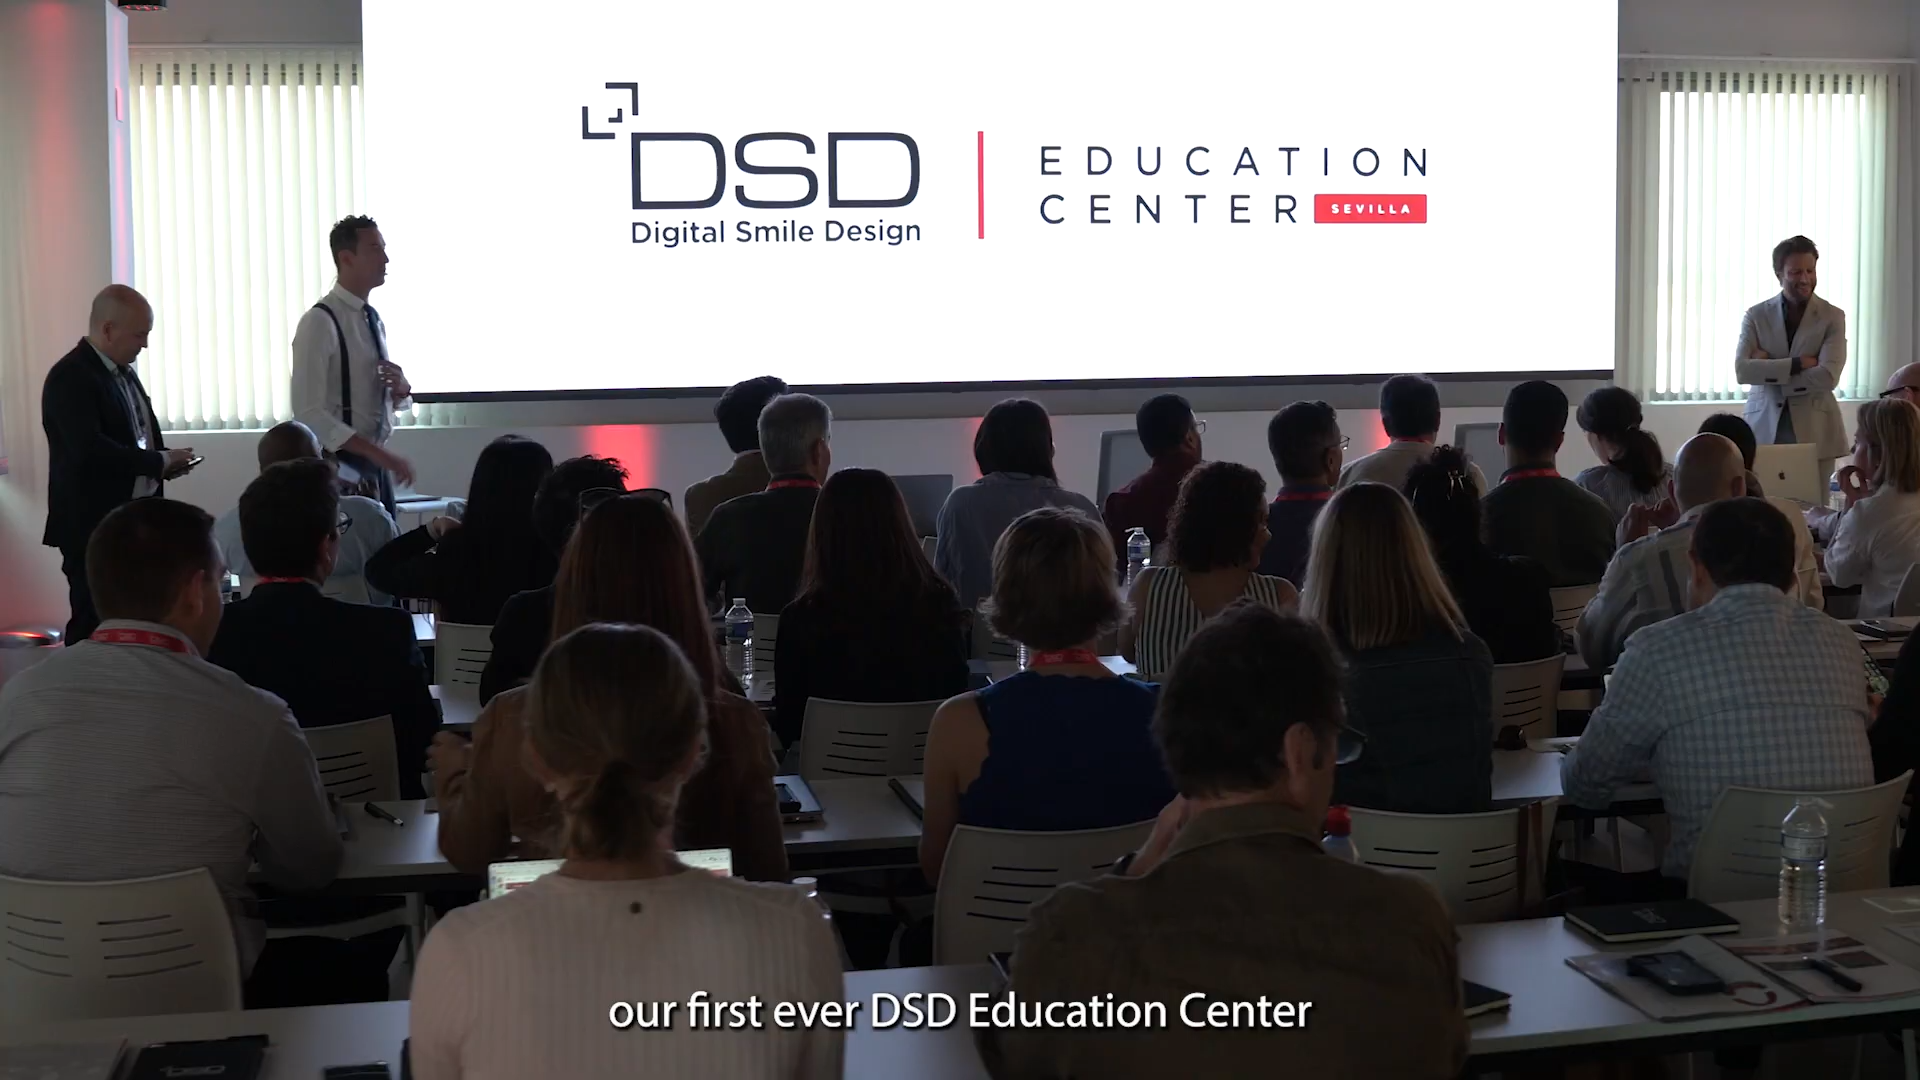 DSD
Digital Smile Design
EDUCATION
CENTER SEVILLA
our first ever DSD Education Center